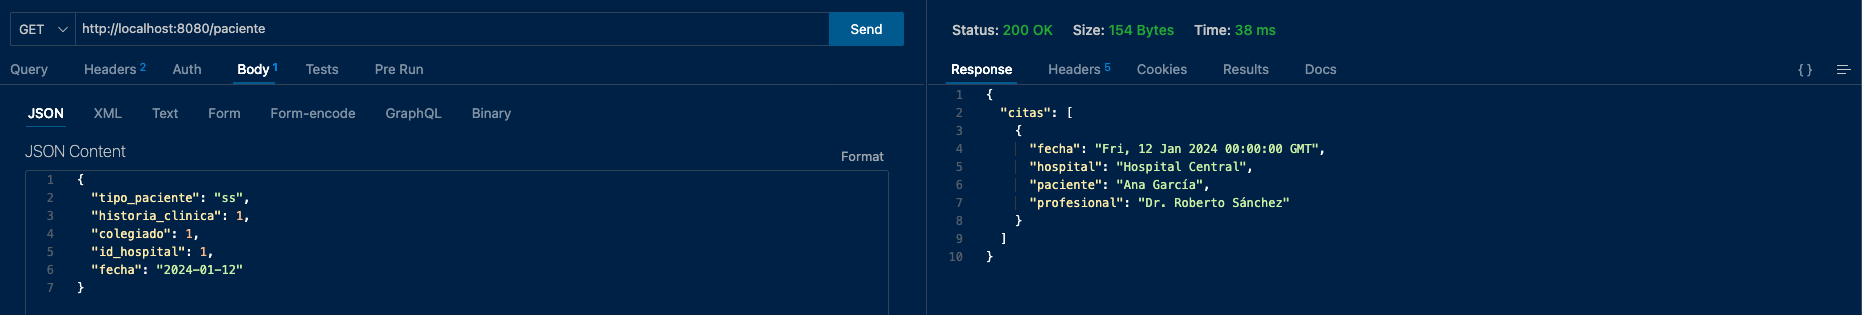 GET http://localhost:8080/paciente Send
Query Headers 2 Auth Body 1 Tests Pre Run
JSON XML Text Form Form-encode GraphQL Binary
JSON Content
Format
1 {
2 "tipo_paciente": "ss",
3 "historia_clinica": 1,
4 "colegiado": 1,
5 "id_hospital": 1,
6 "fecha": "2024-01-12"
7 }
Status: 200 OK Size: 154 Bytes Time: 38 ms
Response Headers 5 Cookies Results Docs { }
1 {
2 "citas": [
3 {
4 "fecha": "Fri, 12 Jan 2024 00:00:00 GMT",
5 "hospital": "Hospital Central",
6 "paciente": "Ana García",
7 "profesional": "Dr. Roberto Sánchez"
8 }
9 ]
10 }